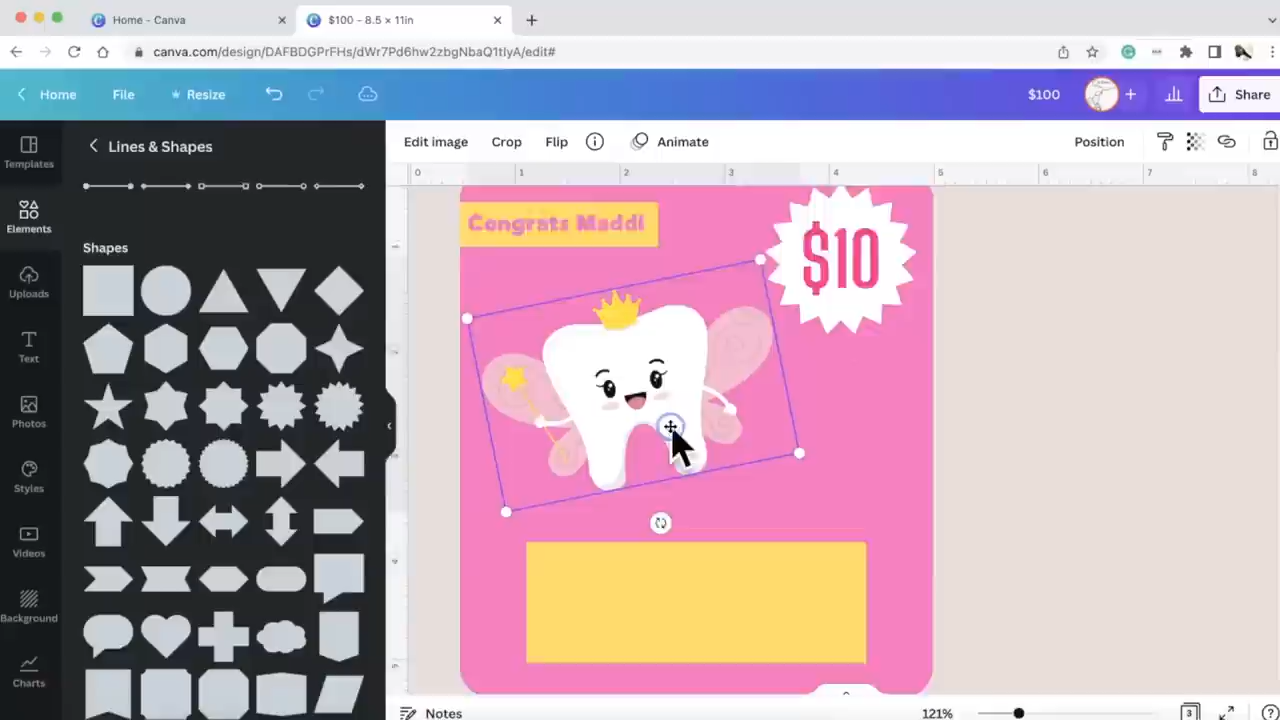 Home - Canva
$100 - 8.5 × 11in
canva.com/design/DAFBDGPrFHs/dWr7Pd6hw2zbgNbaQ1tIyA/edit#
Home
File
Resize
$100
Share
Templates
Elements
Uploads
Text
Photos
Styles
Videos
Background
Charts
Lines & Shapes
Shapes
Edit image
Crop
Flip
Animate
Position
0 1 2 3 4 5 6 7 8
Congrats Maddi
$10
Notes
121%
3